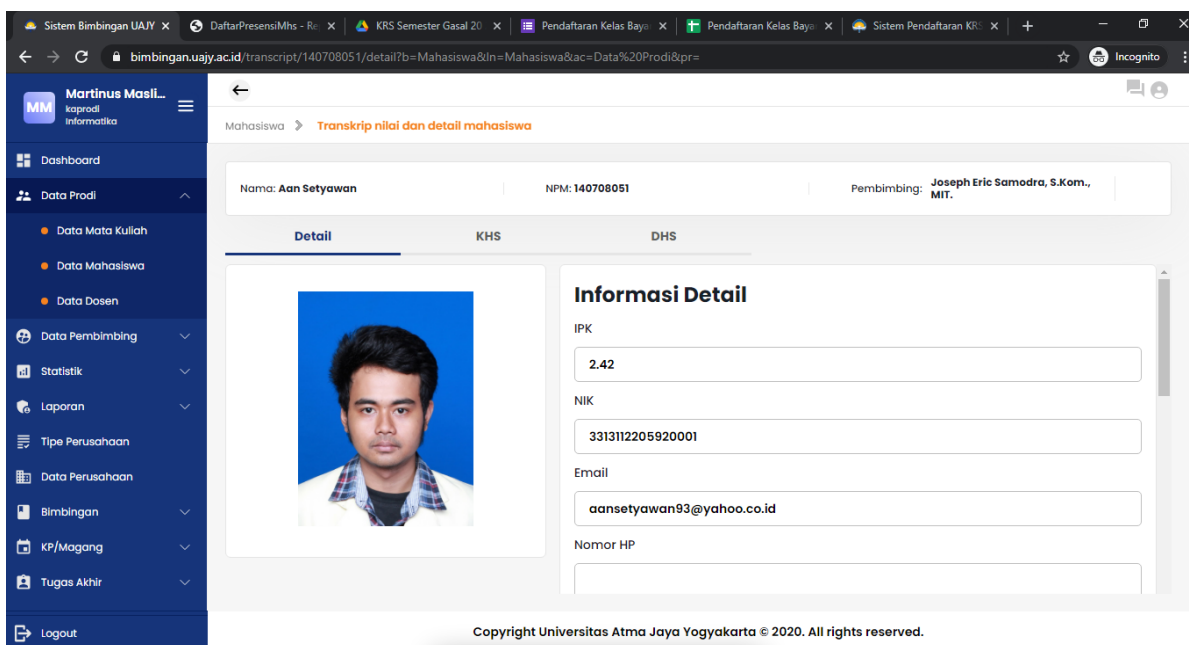 Sistem Bimbingan UAJY
DaftarPresensiMhs - Re
KRS Semester Gasal 20
Pendaftaran Kelas Baya
Pendaftaran Kelas Baya
Sistem Pendaftaran KRS
bimbingan.uajy.ac.id/transcript/140708051/detail?b=Mahasiswa&ln=Mahasiswa&ac=Data%20Prodi&pr=
Incognito
MM
Martinus Masli...
kaprodi
Informatika
Dashboard
Data Prodi
Data Mata Kuliah
Data Mahasiswa
Data Dosen
Data Pembimbing
Statistik
Laporan
Tipe Perusahaan
Data Perusahaan
Bimbingan
KP/Magang
Tugas Akhir
Logout
Mahasiswa
Transkrip nilai dan detail mahasiswa
Nama: Aan Setyawan
NPM: 140708051
Pembimbing: Joseph Eric Samodra, S.Kom.,
MIT.
Detail
KHS
DHS
Informasi Detail
IPK
2.42
NIK
3313112205920001
Email
aansetyawan93@yahoo.co.id
Nomor HP
Copyright Universitas Atma Jaya Yogyakarta © 2020. All rights reserved.